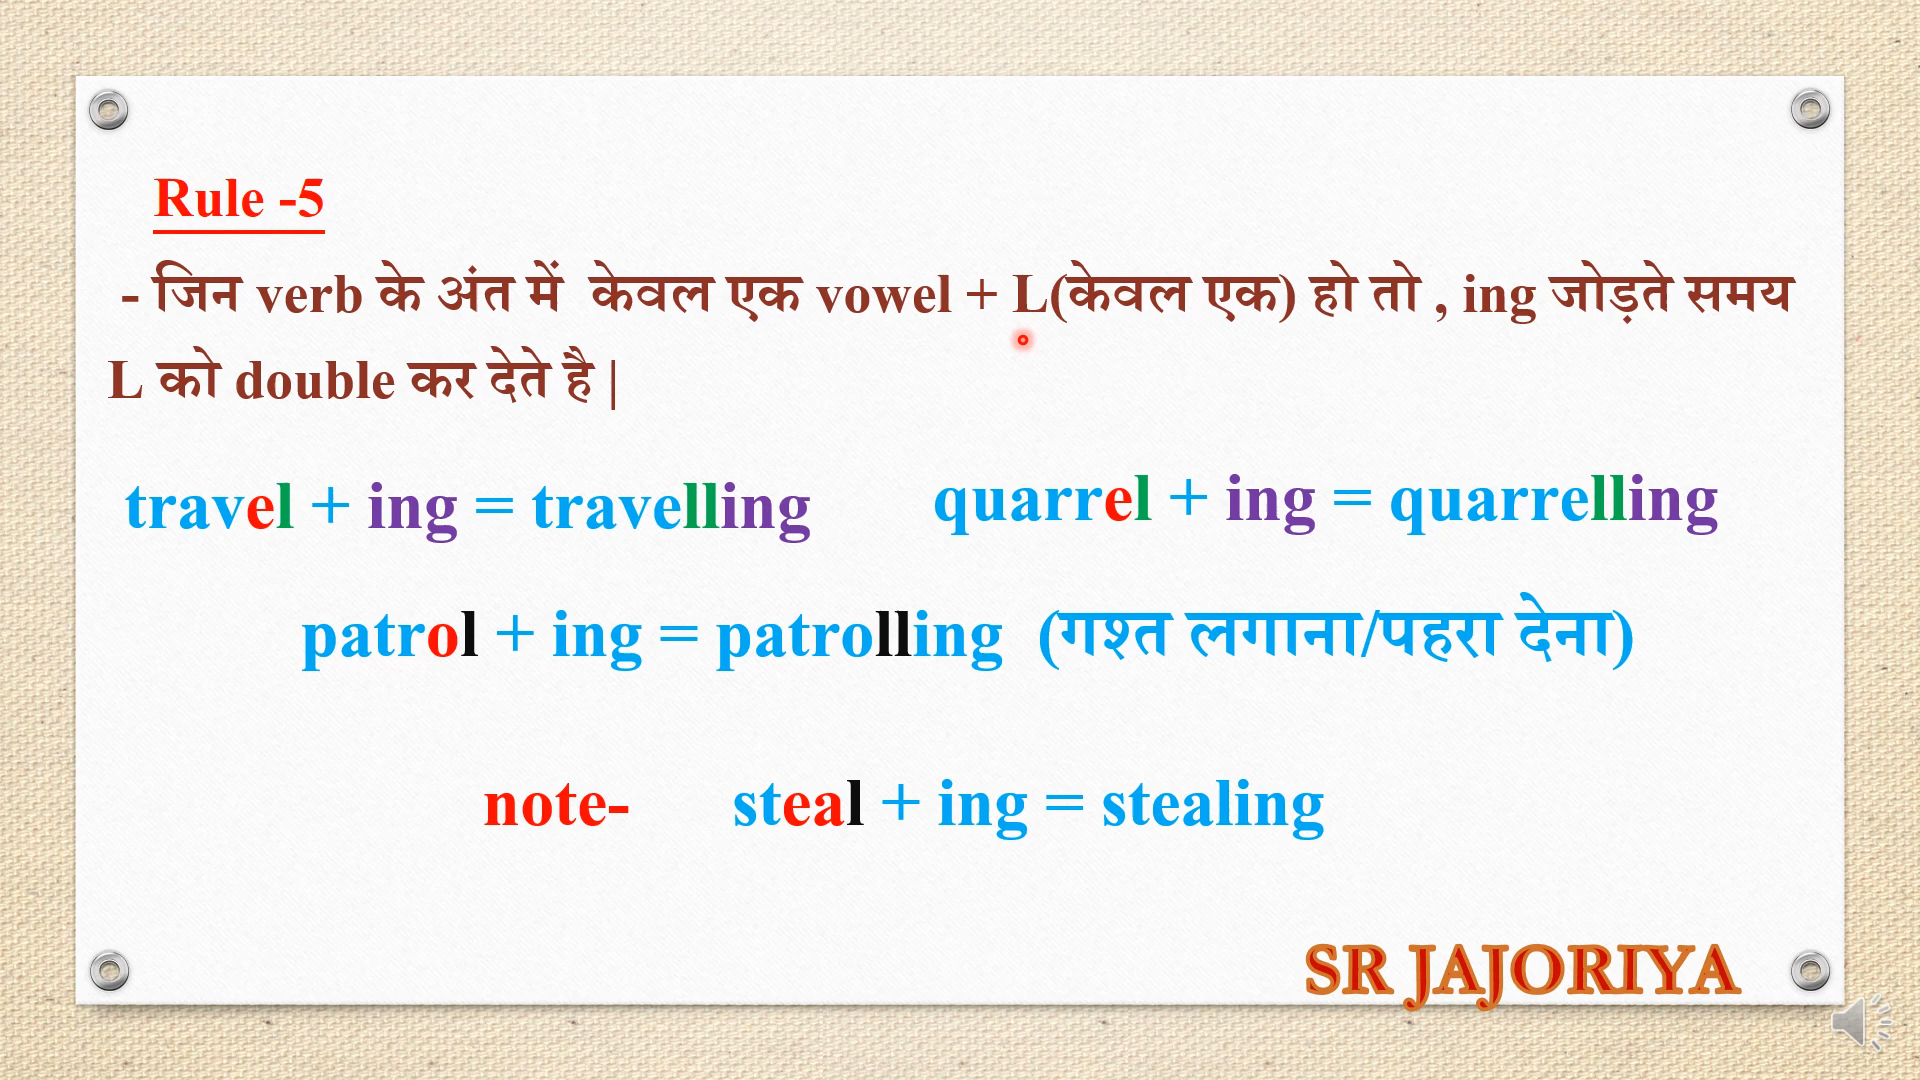 Rule -5
- जिन verb के अंत में केवल एक vowel + L(केवल एक) हो तो , ing जोड़ते समय
L को double कर देते है |
travel + ing = travelling quarrel + ing = quarrelling
patrol + ing = patrolling (गश्त लगाना/पहरा देना)
note- steal + ing = stealing
SR JAJORIYA